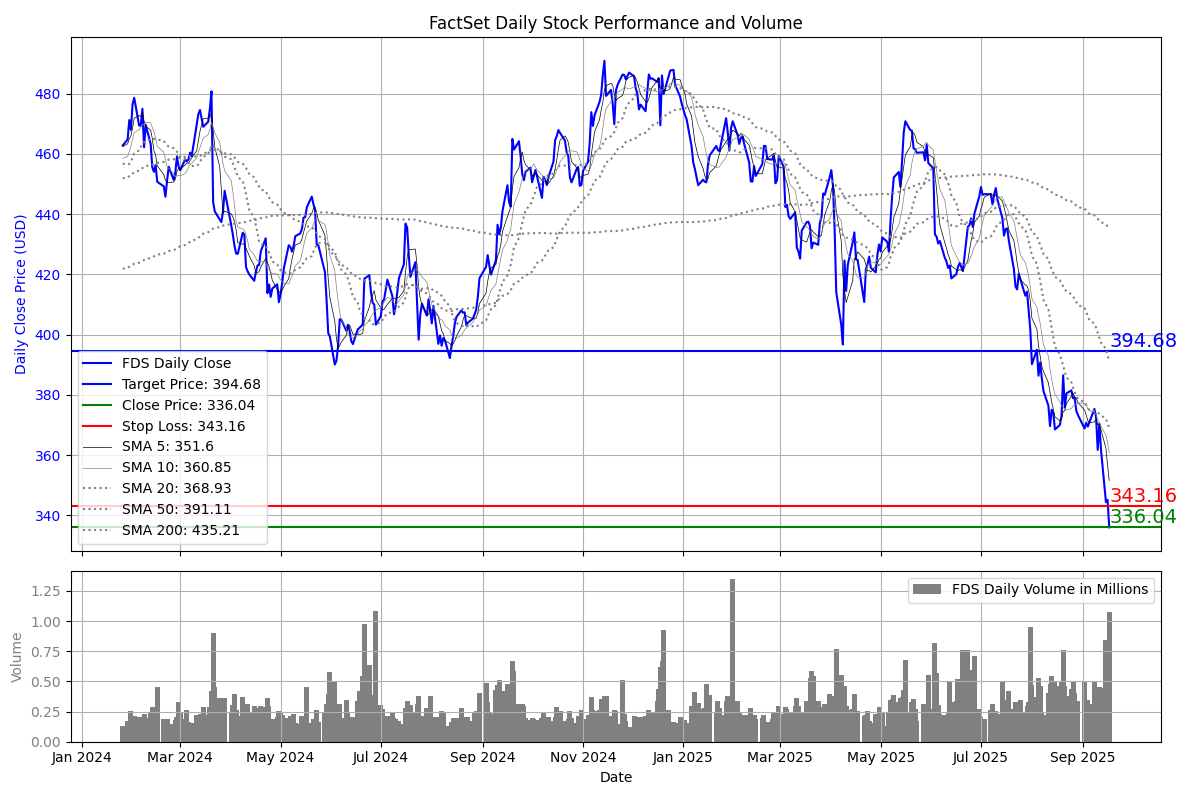 FactSet Daily Stock Performance and Volume
Daily Close Price (USD)
480
460
440
420
400
380
360
340
394.68
343.16
336.04
FDS Daily Close
Target Price: 394.68
Close Price: 336.04
Stop Loss: 343.16
SMA 5: 351.6
SMA 10: 360.85
SMA 20: 368.93
SMA 50: 391.11
SMA 200: 435.21
Volume
1.25
1.00
0.75
0.50
0.25
0.00
FDS Daily Volume in Millions
Jan 2024 Mar 2024 May 2024 Jul 2024 Sep 2024 Nov 2024 Jan 2025 Mar 2025 May 2025 Jul 2025 Sep 2025
Date